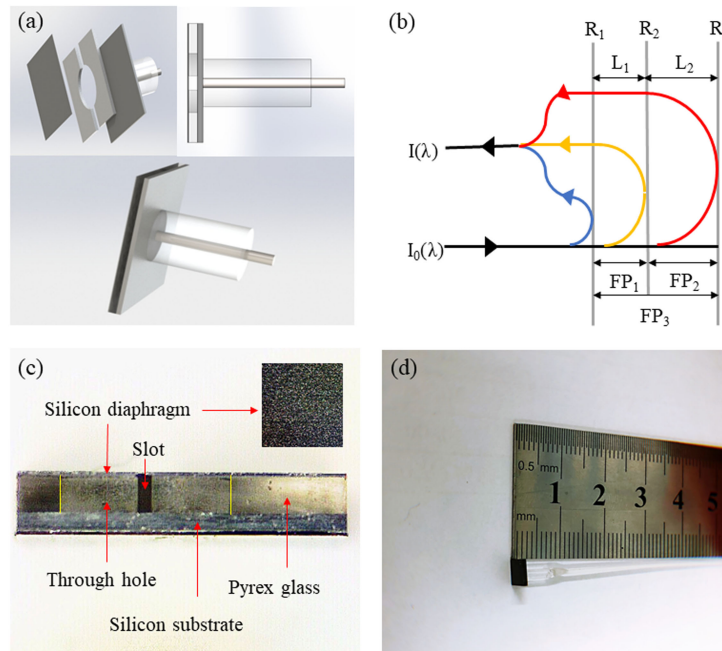 (a)
(b)
R₁
R₂
R
L₁
L₂
I(λ)
I₀(λ)
FP₁
FP₂
FP₃
(c)
Silicon diaphragm
Slot
Through hole
Pyrex glass
Silicon substrate
(d)
0.5 mm
1 2 3 4 5
mm